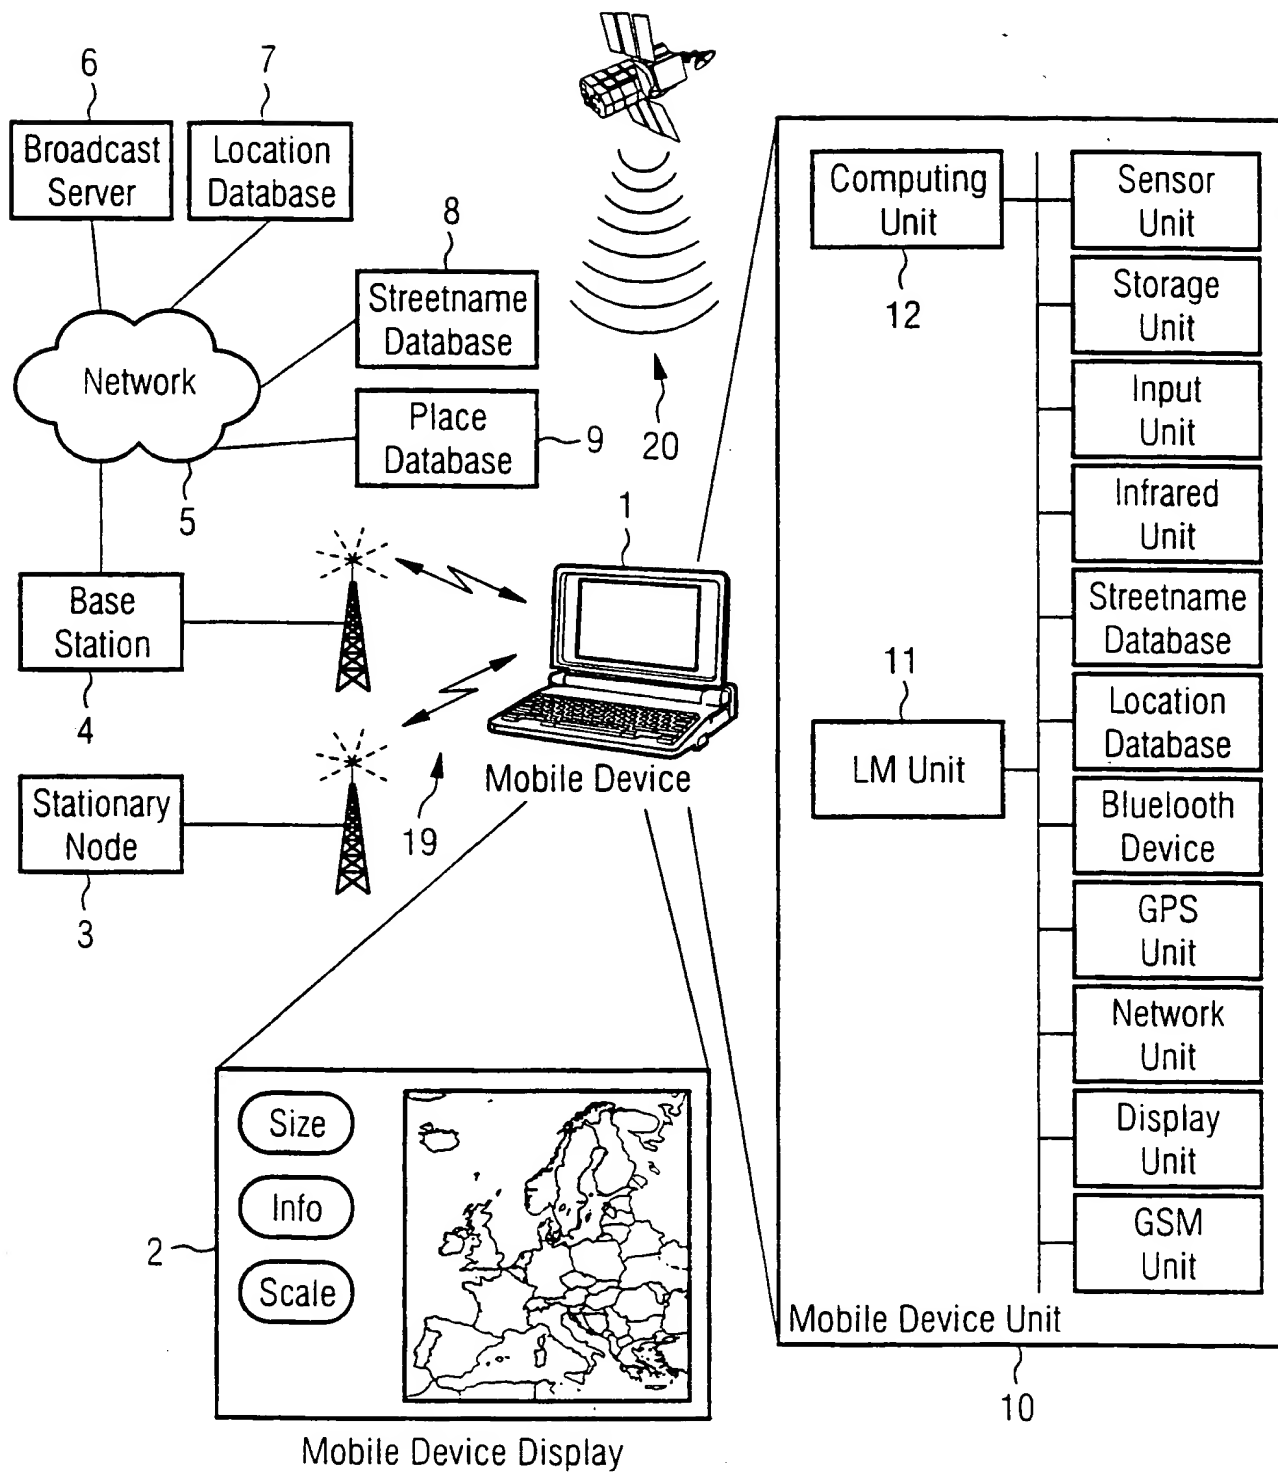 6
7
Broadcast
Server
Location
Database
8
Streetname
Database
Network
Place
Database
9
5
20
1
Base
Station
4
Mobile Device
19
Stationary
Node
3
Computing
Unit
12
11
LM Unit
Sensor
Unit
Storage
Unit
Input
Unit
Infrared
Unit
Streetname
Database
Location
Database
Bluelooth
Device
GPS
Unit
Network
Unit
Display
Unit
GSM
Unit
Mobile Device Unit
10
Size
Info
Scale
2
Mobile Device Display